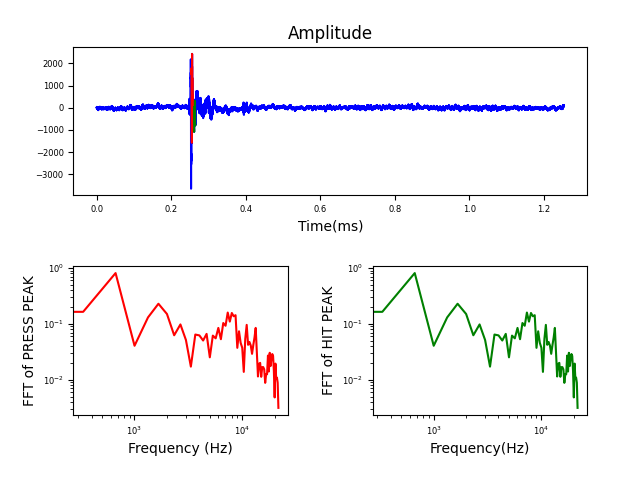 Amplitude
2000
1000
0
−1000
−2000
−3000
0.0 0.2 0.4 0.6 0.8 1.0 1.2
Time(ms)
FFT of PRESS PEAK
10⁰
10⁻¹
10⁻²
10³ 10⁴
Frequency (Hz)
FFT of HIT PEAK
10⁰
10⁻¹
10⁻²
10³ 10⁴
Frequency(Hz)